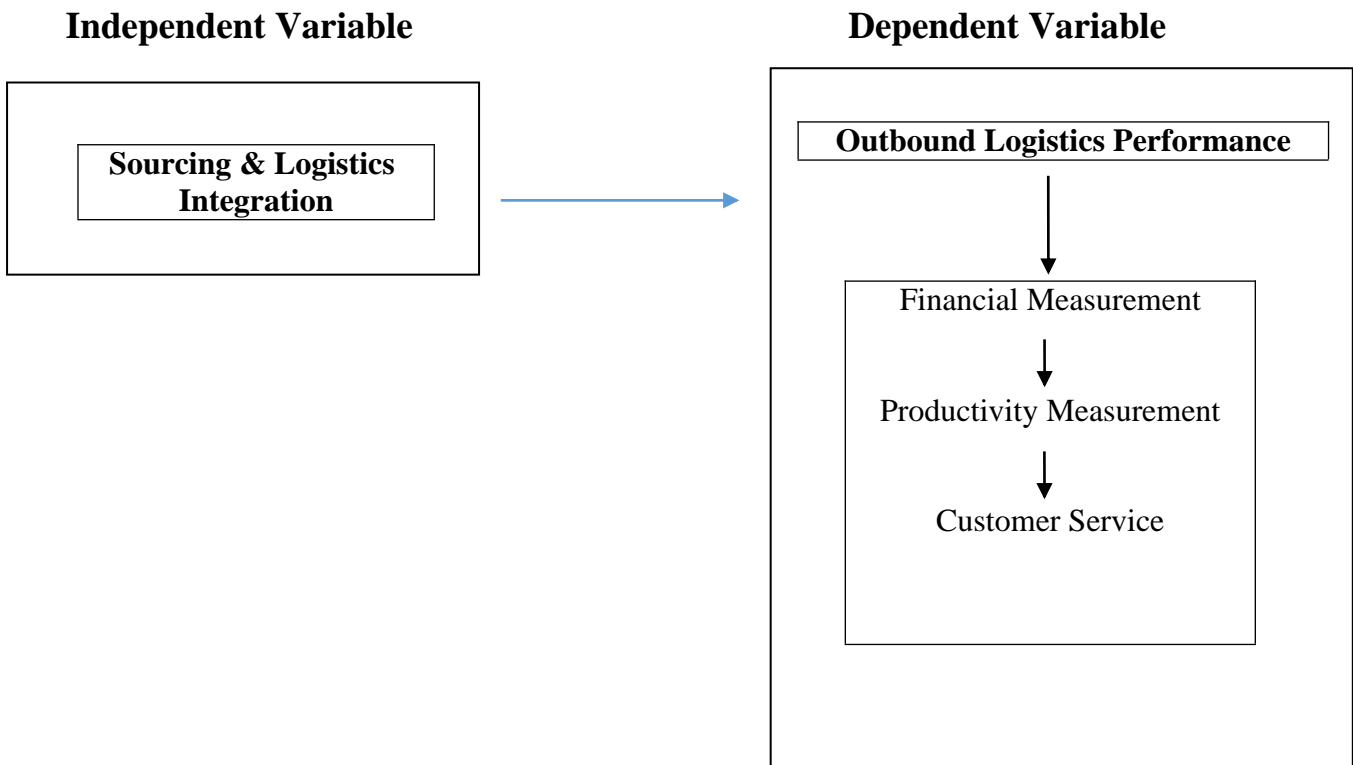 Independent Variable
Dependent Variable
Sourcing & Logistics
Integration
Outbound Logistics Performance
Financial Measurement
Productivity Measurement
Customer Service